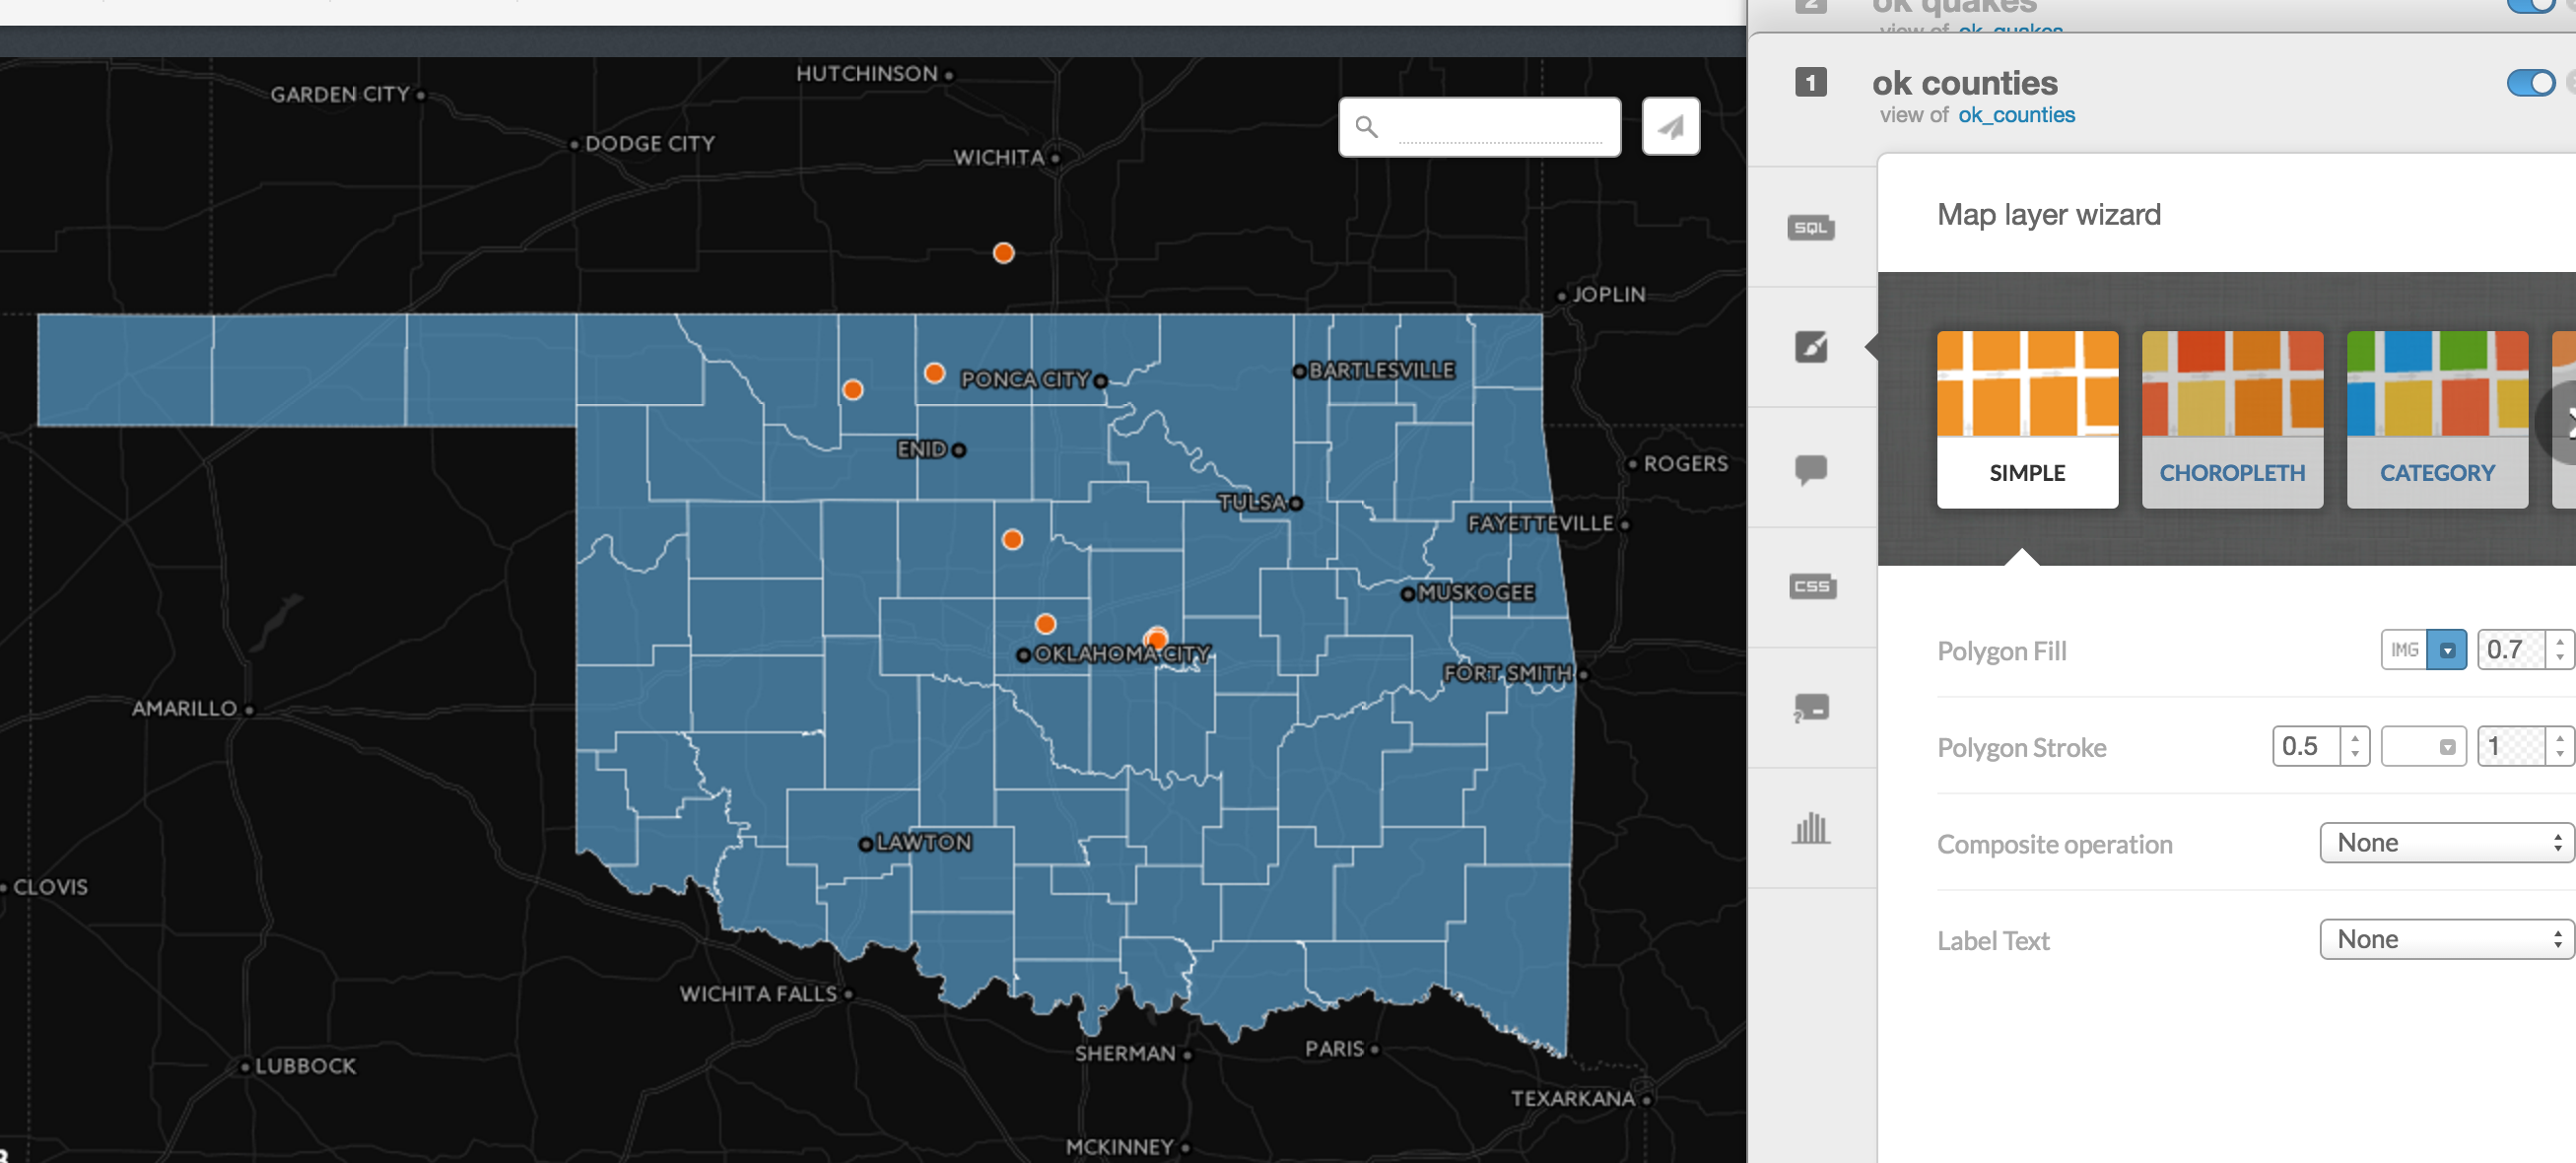 HUTCHINSON
GARDEN CITY
DODGE CITY
WICHITA
JOPLIN
PONCA CITY
BARTLESVILLE
ENID
ROGERS
TULSA
FAYETTEVILLE
MUSKOGEE
OKLAHOMA CITY
FORT SMITH
AMARILLO
LAWTON
CLOVIS
WICHITA FALLS
SHERMAN
PARIS
LUBBOCK
TEXARKANA
MCKINNEY
2 ok quakes
view of ok_quakes
1 ok counties
view of ok_counties
SQL
CSS
?
Map layer wizard
SIMPLE
CHOROPLETH
CATEGORY
Polygon Fill IMG 0.7
Polygon Stroke 0.5 1
Composite operation None
Label Text None